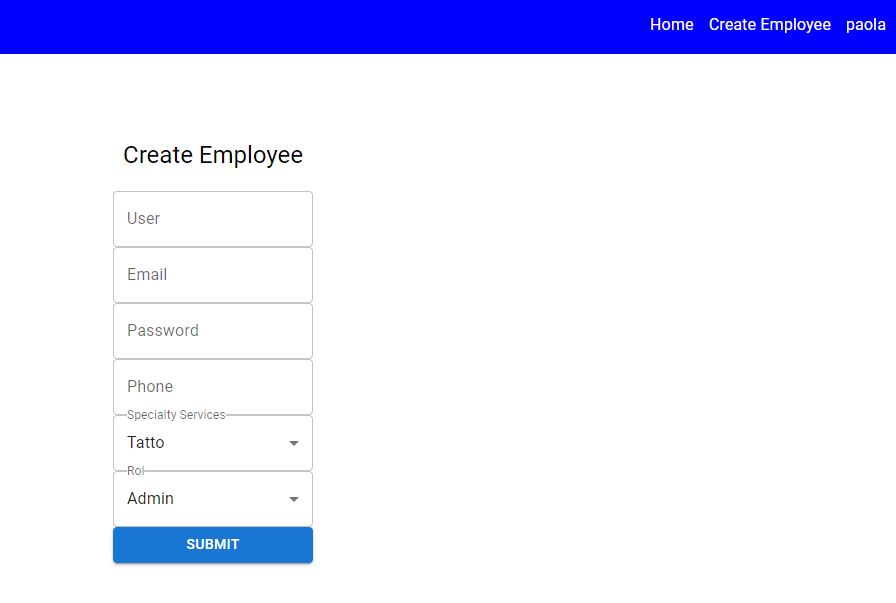 Home Create Employee paola
Create Employee
User
Email
Password
Phone
Specialty Services
Tatto
Rol
Admin
SUBMIT